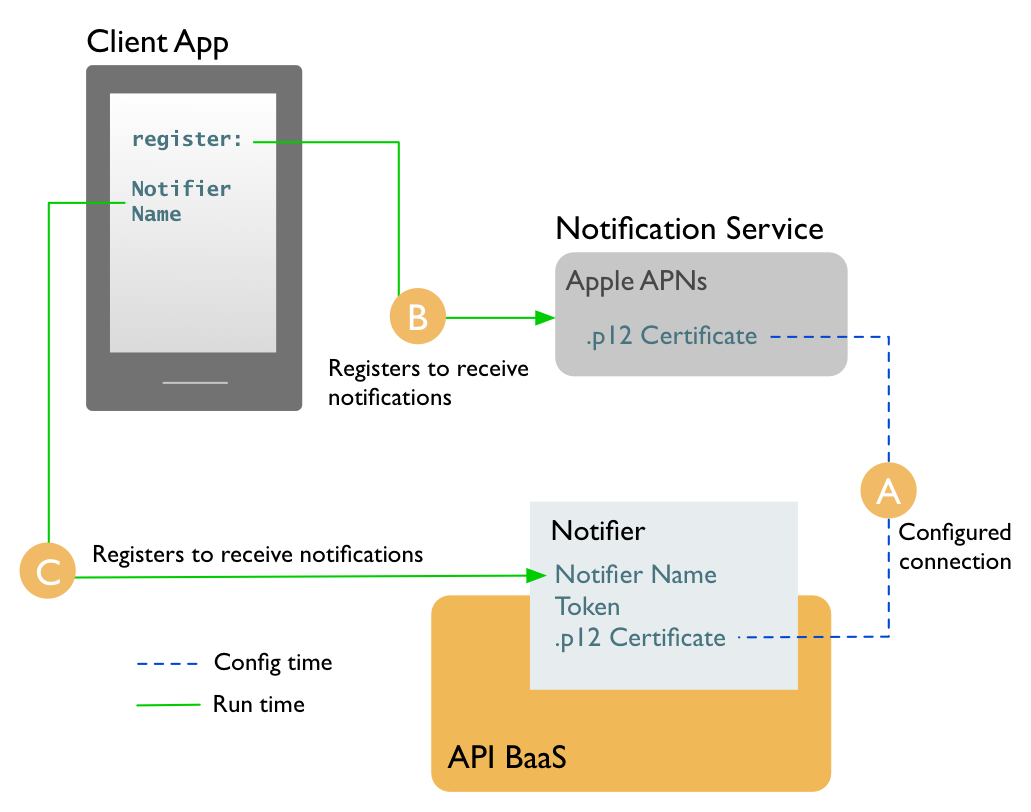 Client App
register:
Notifier
Name
Notification Service
Apple APNs
.p12 Certificate
B
Registers to receive
notifications
A
Configured
connection
Notifier
Notifier Name
Token
.p12 Certificate
C
Registers to receive notifications
Config time
Run time
API BaaS